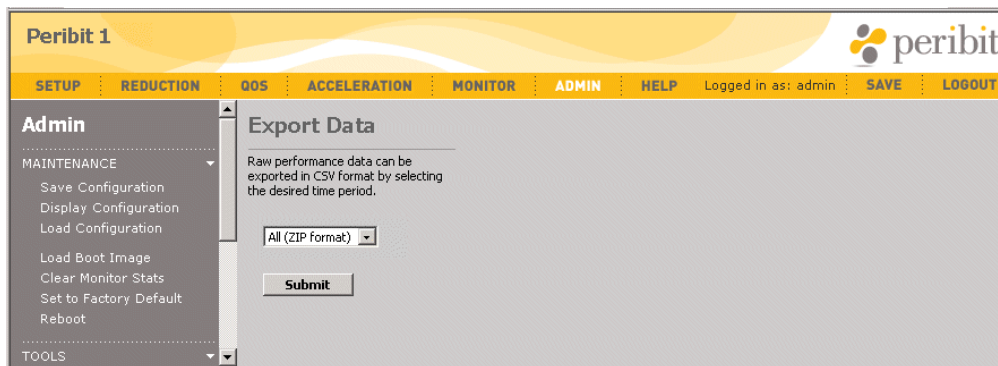 Peribit 1
peribit
SETUP REDUCTION QOS ACCELERATION MONITOR ADMIN HELP Logged in as: admin SAVE LOGOUT
Admin
MAINTENANCE
Save Configuration
Display Configuration
Load Configuration
Load Boot Image
Clear Monitor Stats
Set to Factory Default
Reboot
TOOLS
Export Data
Raw performance data can be
exported in CSV format by selecting
the desired time period.
All (ZIP format)
Submit